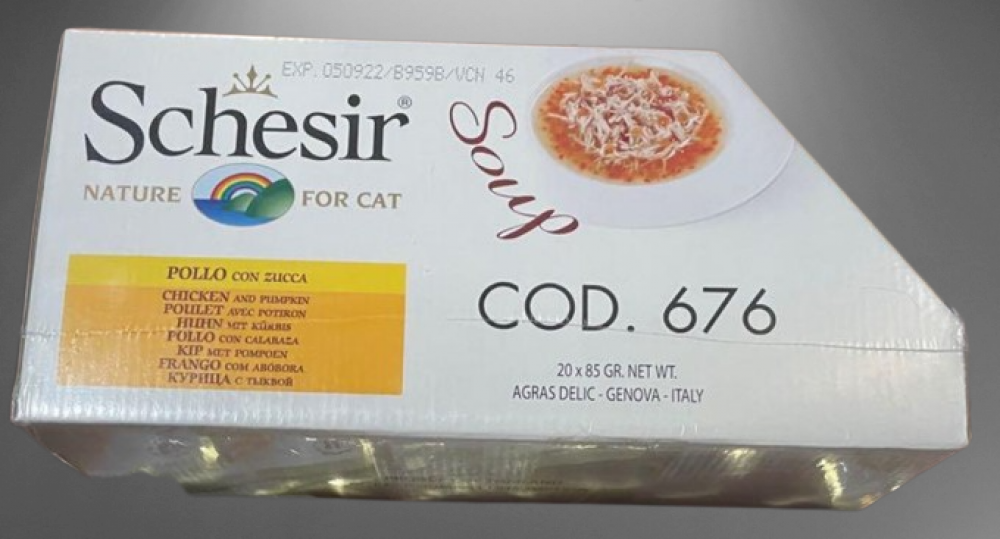 EXP. 050922/B959B/VCN 46
Schesir®
NATURE FOR CAT
Soup
POLLO CON ZUCCA
CHICKEN AND PUMPKIN
POULET AVEC POTIRON
HUHN MIT KÜRBIS
POLLO CON CALABAZA
KIP MET POMPOEN
FRANGO COM ABÓBORA
КУРИЦА С ТЫКВОЙ
COD. 676
20 x 85 GR. NET WT.
AGRAS DELIC - GENOVA - ITALY